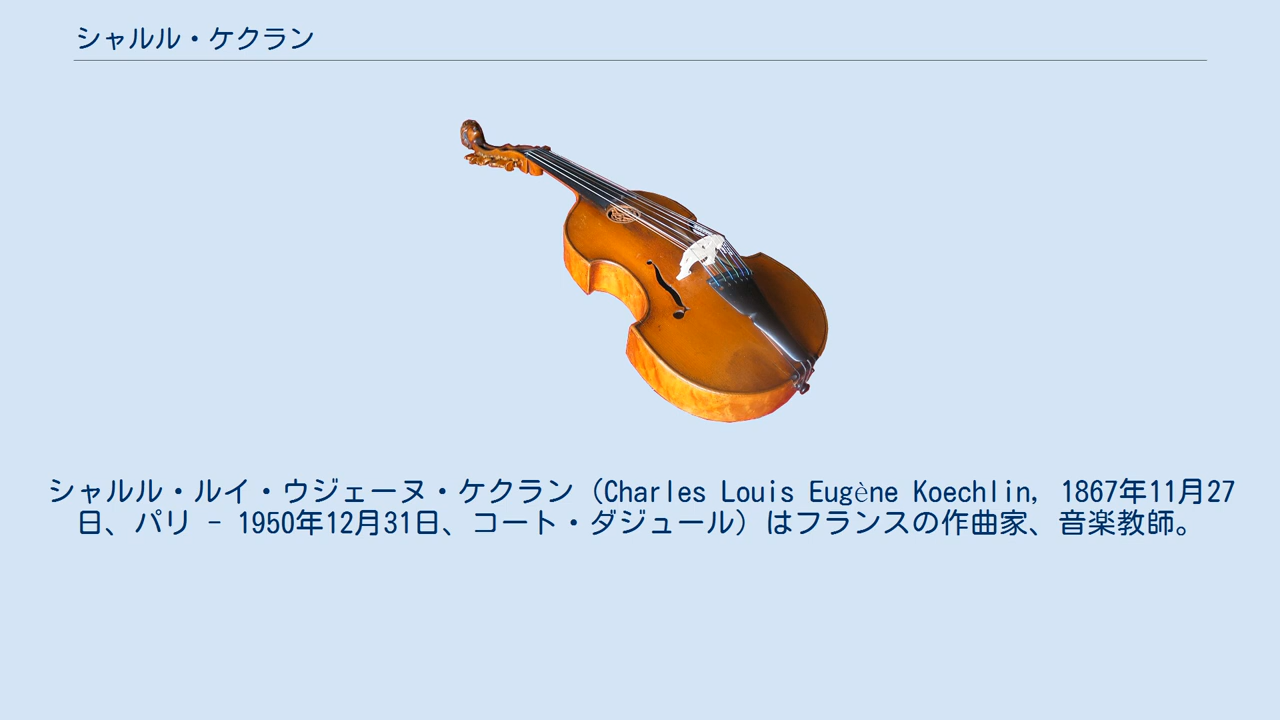 シャルル・ケクラン
シャルル・ルイ・ウジェーヌ・ケクラン（Charles Louis Eugène Koechlin, 1867年11月27
日、パリ - 1950年12月31日、コート・ダジュール）はフランスの作曲家、音楽教師。